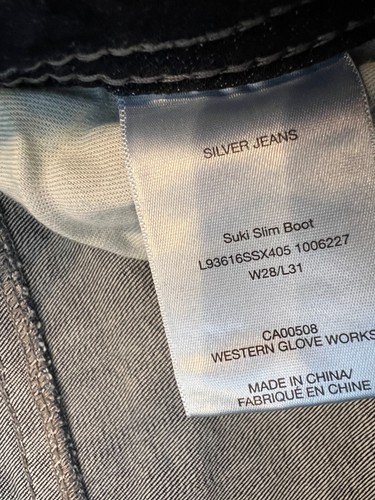 SILVER JEANS
Suki Slim Boot
L93616SSX405 1006227
W28/L31
CA00508
WESTERN GLOVE WORKS
MADE IN CHINA/
FABRIQUÉ EN CHINE